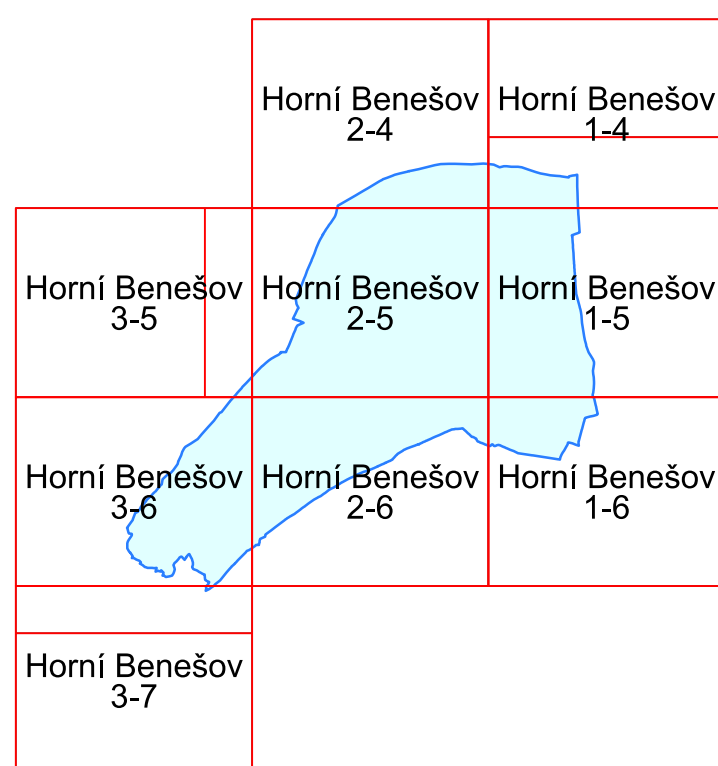 Horní Benešov
2-4
Horní Benešov
1-4
Horní Benešov
3-5
Horní Benešov
2-5
Horní Benešov
1-5
Horní Benešov
3-6
Horní Benešov
2-6
Horní Benešov
1-6
Horní Benešov
3-7